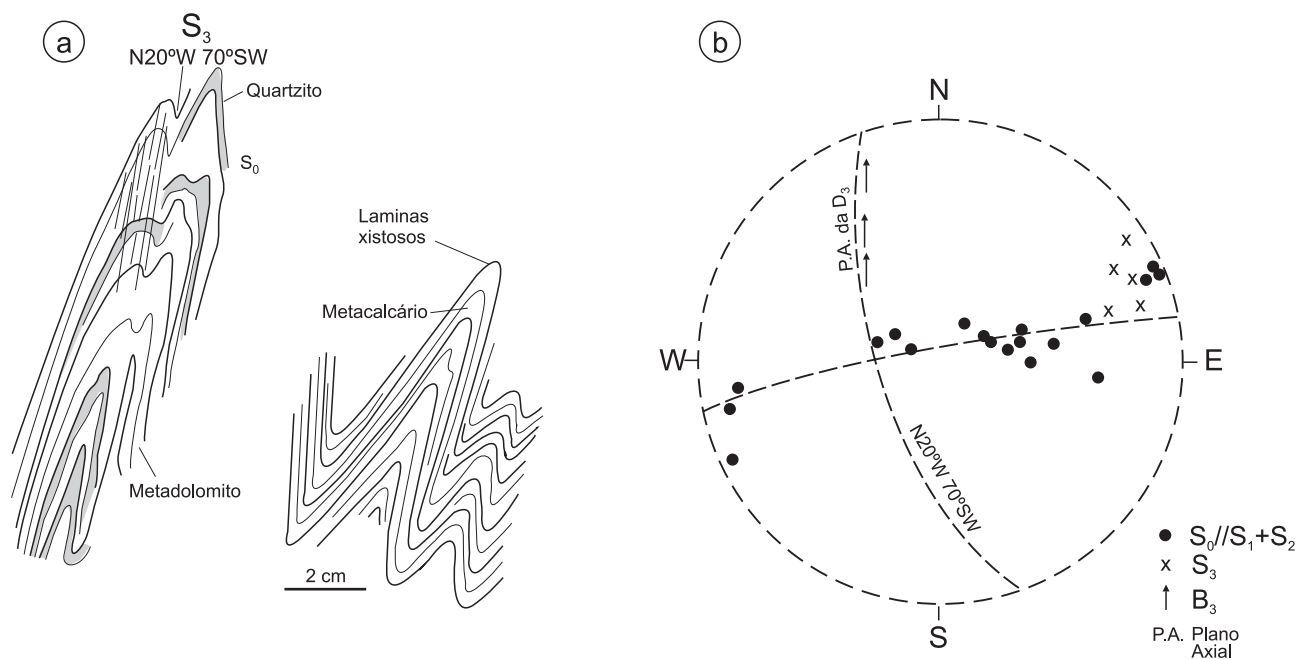 a
S₃
N20ºW 70ºSW
Quartzito
S₀
Laminas
xistosos
Metacalcário
Metadolomito
2 cm
b
N
W
E
S
P.A. da D₃
N20ºW 70ºSW
S₀//S₁+S₂
x S₃
B₃
P.A. Plano
Axial